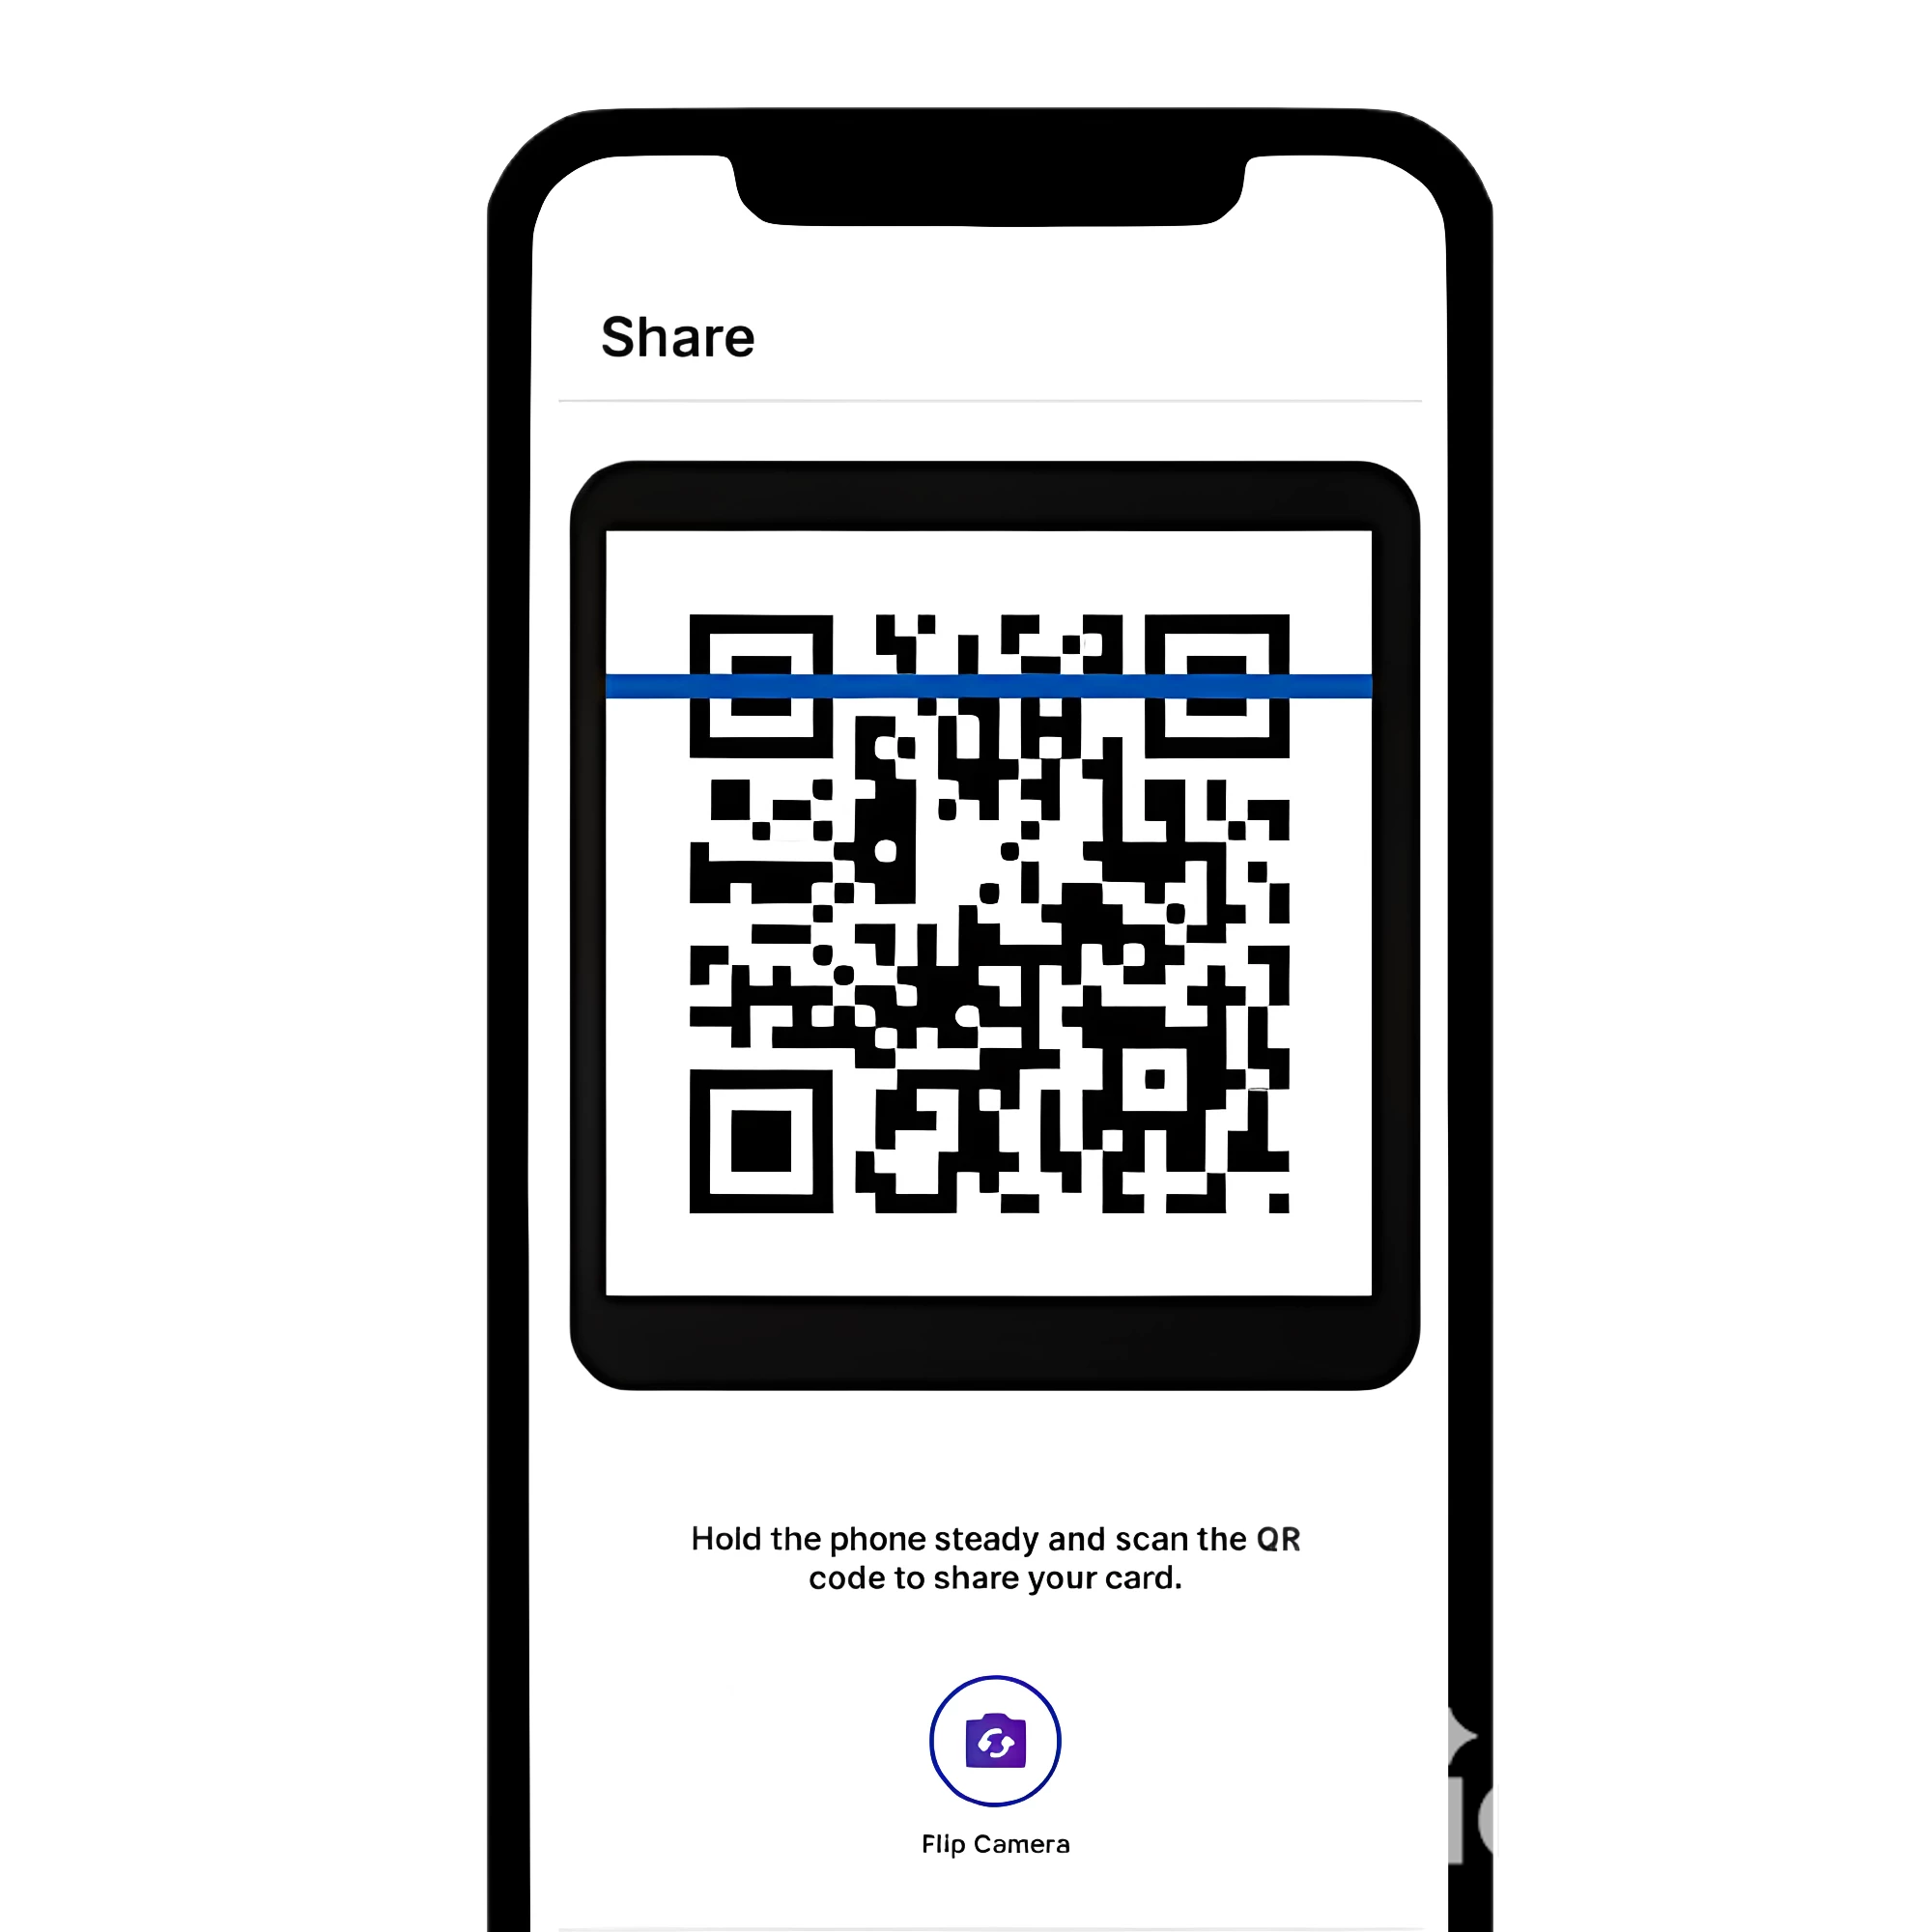 Share
Hold the phone steady and scan the QR
code to share your card.
Flip Camera